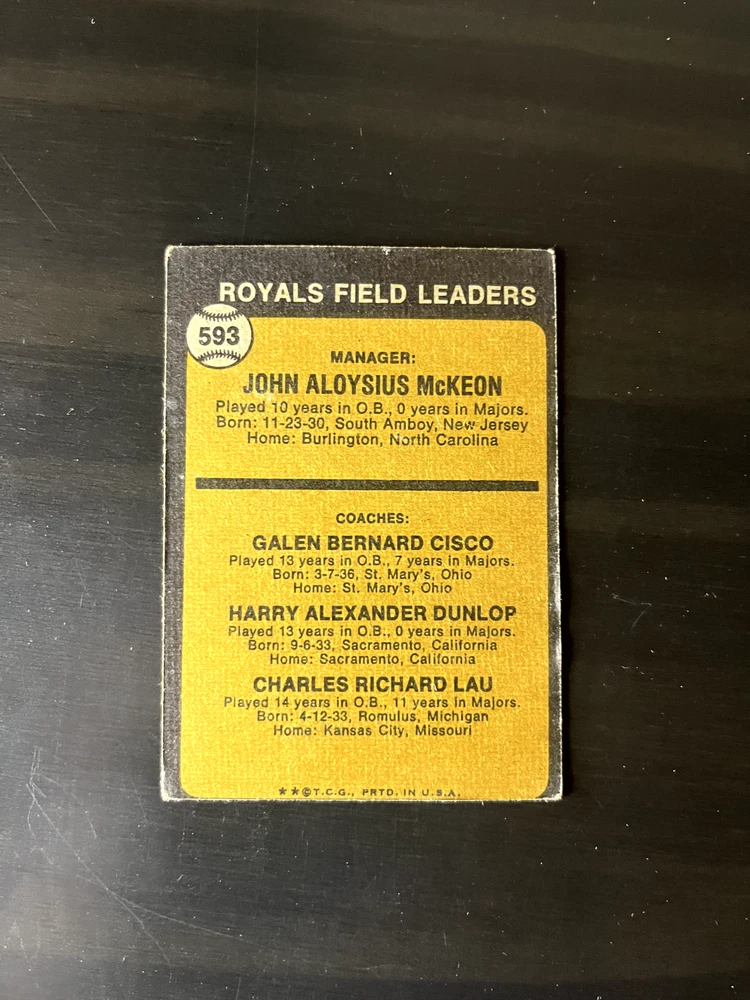 ROYALS FIELD LEADERS
593
MANAGER:
JOHN ALOYSIUS McKEON
Played 10 years in O.B., 0 years in Majors.
Born: 11-23-30, South Amboy, New Jersey
Home: Burlington, North Carolina
COACHES:
GALEN BERNARD CISCO
Played 13 years in O.B., 7 years in Majors.
Born: 3-7-36, St. Mary's, Ohio
Home: St. Mary's, Ohio
HARRY ALEXANDER DUNLOP
Played 13 years in O.B., 0 years in Majors.
Born: 9-6-33, Sacramento, California
Home: Sacramento, California
CHARLES RICHARD LAU
Played 14 years in O.B., 11 years in Majors.
Born: 4-12-33, Romulus, Michigan
Home: Kansas City, Missouri
★★©T.C.G., PRTD. IN U.S.A.